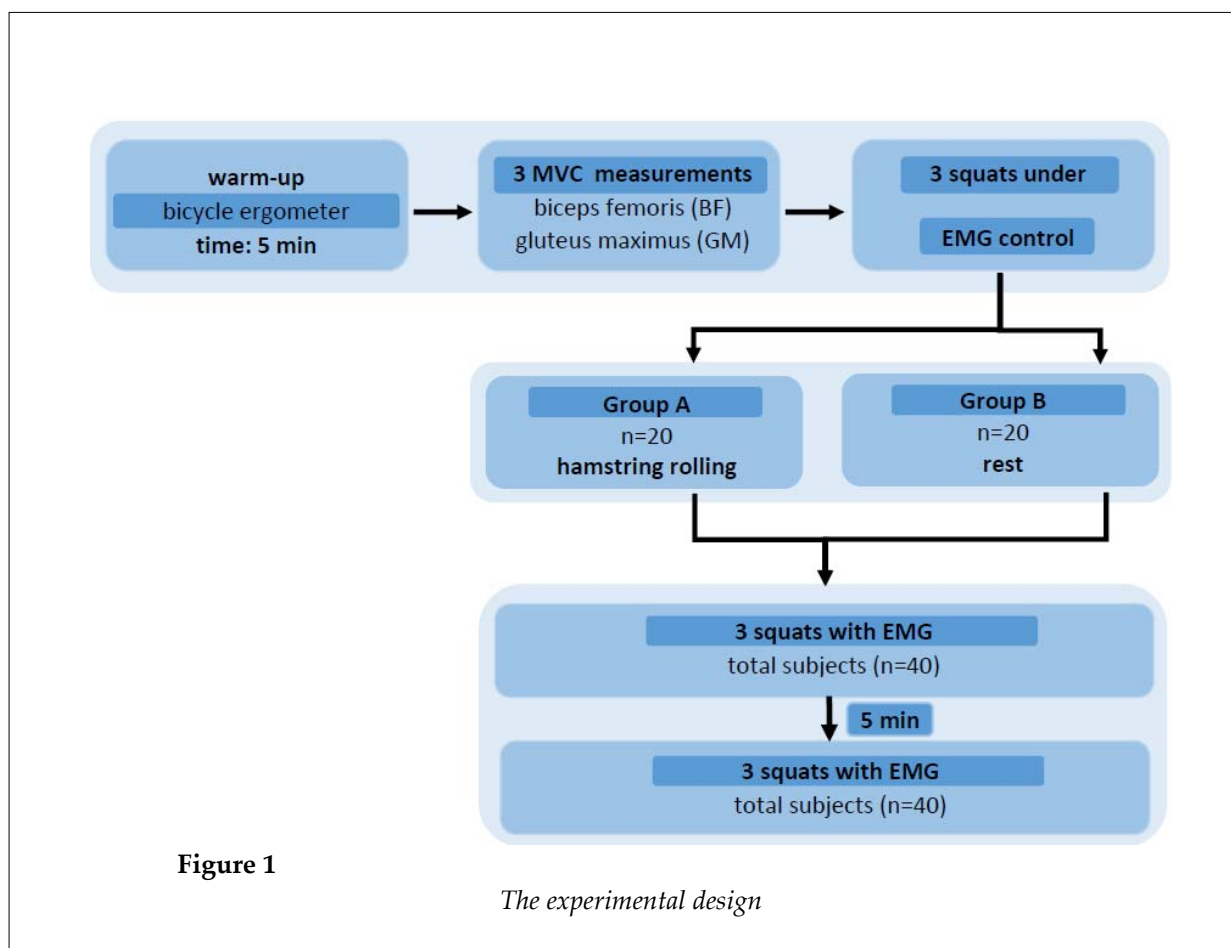 warm-up
bicycle ergometer
time: 5 min
3 MVC measurements
biceps femoris (BF)
gluteus maximus (GM)
3 squats under
EMG control
Group A
n=20
hamstring rolling
Group B
n=20
rest
3 squats with EMG
total subjects (n=40)
5 min
3 squats with EMG
total subjects (n=40)
Figure 1
The experimental design